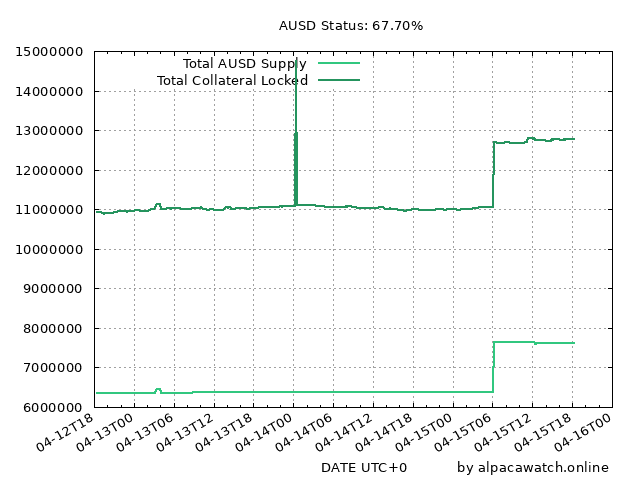 AUSD Status: 67.70%
15000000
14000000
13000000
12000000
11000000
10000000
9000000
8000000
7000000
6000000
Total AUSD Supply
Total Collateral Locked
04-12T18
04-13T00
04-13T06
04-13T12
04-13T18
04-14T00
04-14T06
04-14T12
04-14T18
04-15T00
04-15T06
04-15T12
04-15T18
04-16T00
DATE UTC+0
by alpacawatch.online